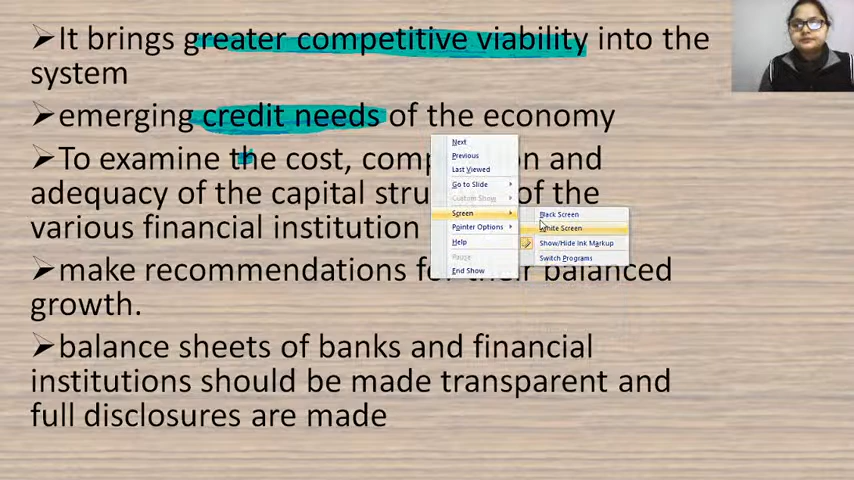 ➢It brings greater competitive viability into the
system
➢emerging credit needs of the economy
➢To examine the cost, and
adequacy of the capital of the
various financial institution
➢make recommendations their balanced
growth.
➢balance sheets of banks and financial
institutions should be made transparent and
full disclosures are made
Next
Previous
Last Viewed
Go to Slide
Custom Show
Screen
Pointer Options
Help
Pause
End Show
Black Screen
White Screen
Show/Hide Ink Markup
Switch Programs